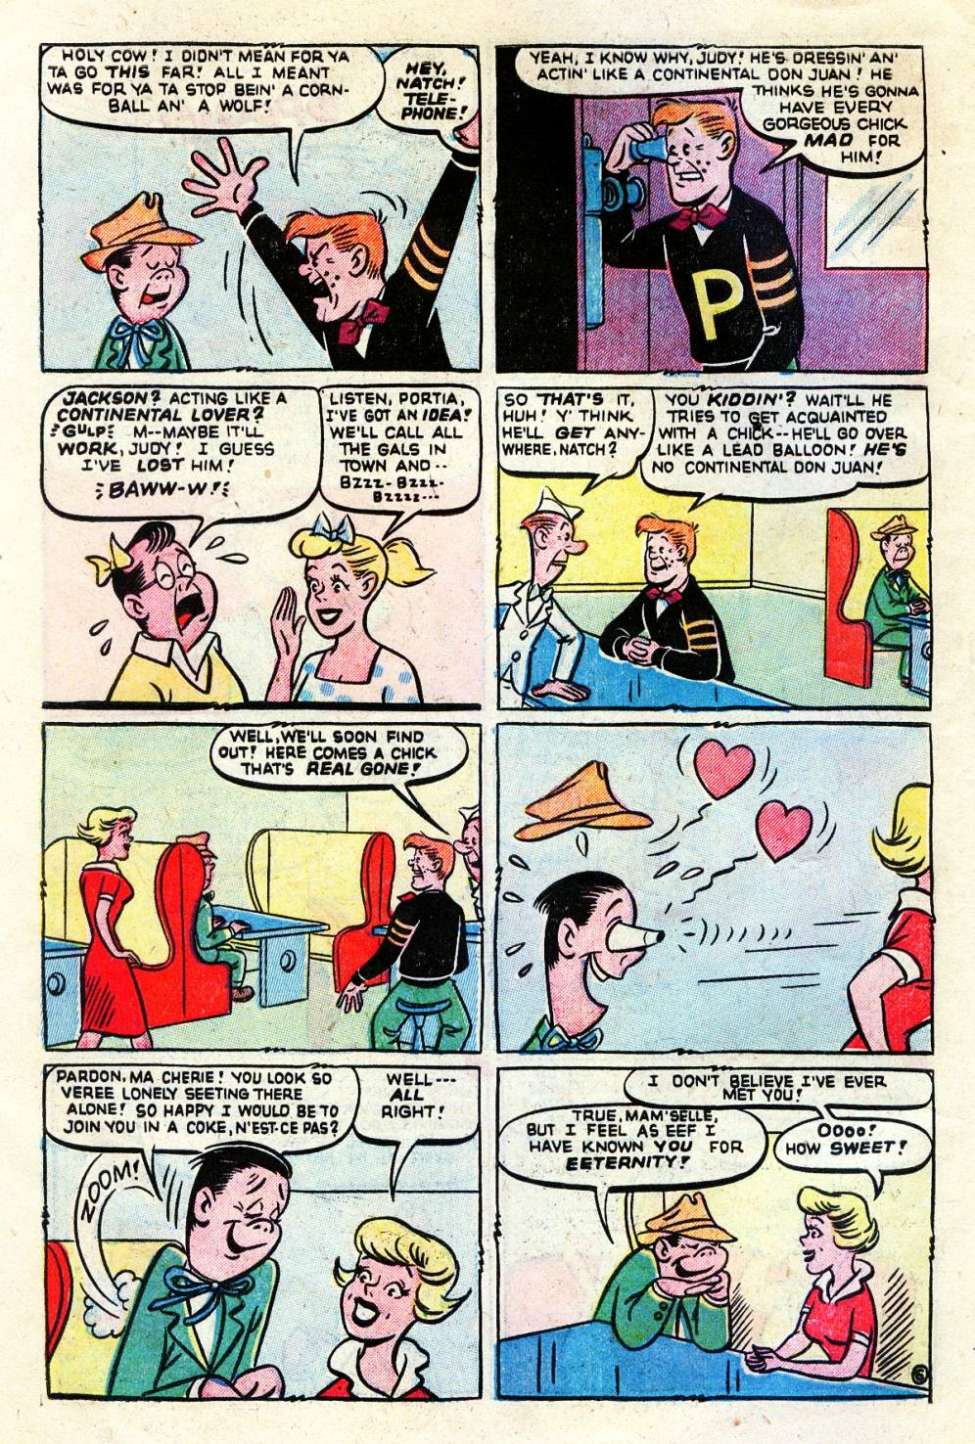 HOLY COW! I DIDN'T MEAN FOR YA
TA GO THIS FAR! ALL I MEANT
WAS FOR YA TA STOP BEIN' A CORN-
BALL AN' A WOLF!
HEY,
NATCH!
TELE-
PHONE!
YEAH, I KNOW WHY, JUDY! HE'S DRESSIN' AN'
ACTIN' LIKE A CONTINENTAL DON JUAN! HE
THINKS HE'S GONNA
HAVE EVERY
GORGEOUS CHICK
MAD FOR
HIM!
P
JACKSON? ACTING LIKE A
CONTINENTAL LOVER?
GULP! M--MAYBE IT'LL
WORK, JUDY! I GUESS
I'VE LOST HIM!
BAWW-W!
LISTEN, PORTIA,
I'VE GOT AN IDEA!
WE'LL CALL ALL
THE GALS IN
TOWN AND--
BZZZ-BZZZ-
BZZZZ---
SO THAT'S IT,
HUH! Y' THINK
HE'LL GET ANY-
WHERE, NATCH?
YOU KIDDIN'? WAIT'LL HE
TRIES TO GET ACQUAINTED
WITH A CHICK--HE'LL GO OVER
LIKE A LEAD BALLOON! HE'S
NO CONTINENTAL DON JUAN!
WELL, WE'LL SOON FIND
OUT! HERE COMES A CHICK
THAT'S REAL GONE!
PARDON, MA CHERIE! YOU LOOK SO
VEREE LONELY SEETING THERE
ALONE! SO HAPPY I WOULD BE TO
JOIN YOU IN A COKE, N'EST-CE PAS?
ZOOM!
WELL---
ALL
RIGHT!
I DON'T BELIEVE I'VE EVER
MET YOU!
TRUE, MAM'SELLE,
BUT I FEEL AS EEF I
HAVE KNOWN YOU FOR
EETERNITY!
OOOO!
HOW SWEET!
6